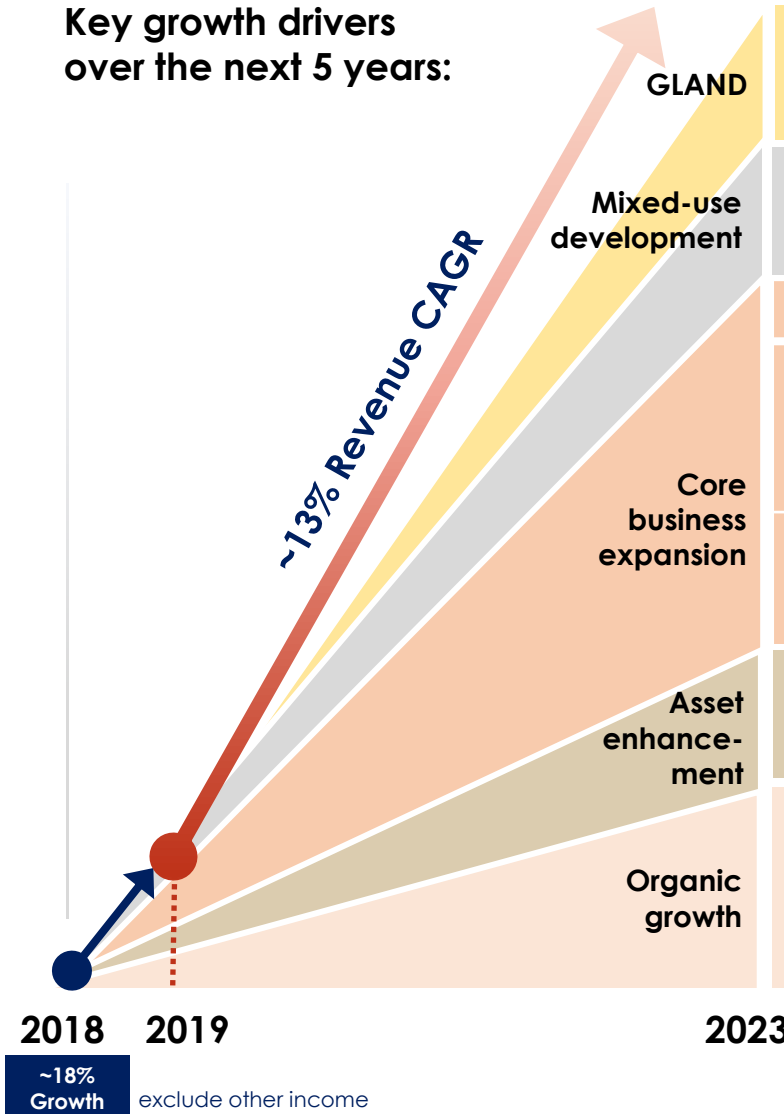 Key growth drivers
over the next 5 years:
GLAND
Mixed-use
development
~13% Revenue CAGR
Core
business
expansion
Asset
enhance-
ment
Organic
growth
2018
2019
2023
~18%
Growth
exclude other income